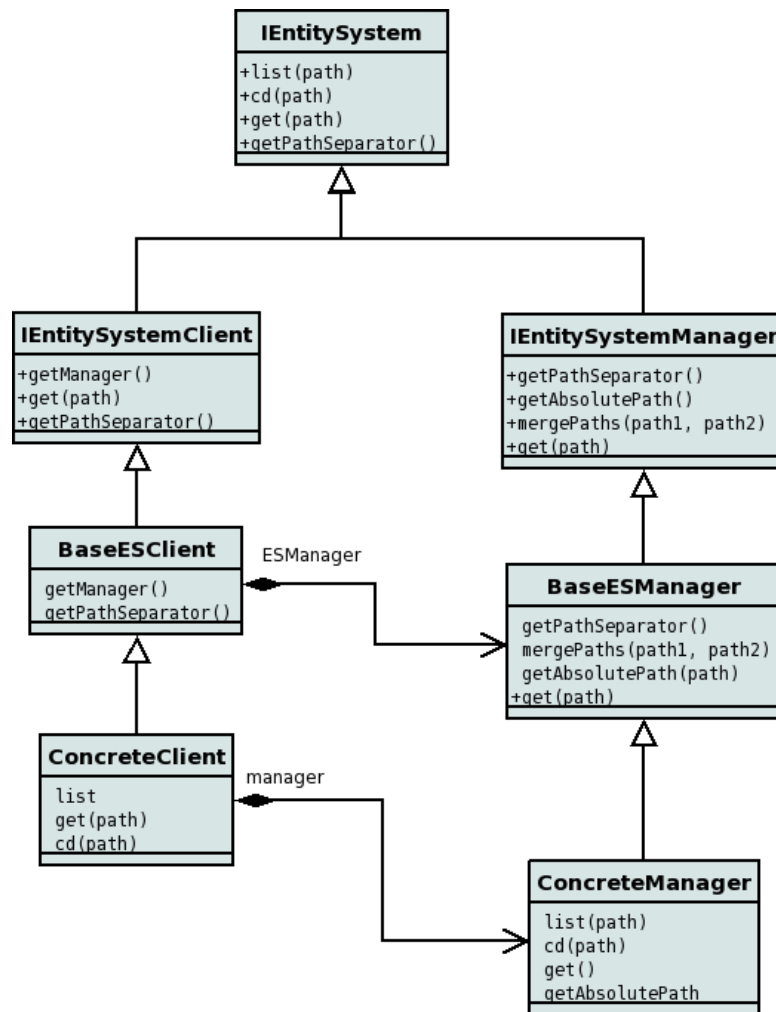 IEntitySystem
+list(path)
+cd(path)
+get(path)
+getPathSeparator()
IEntitySystemClient
+getManager()
+get(path)
+getPathSeparator()
IEntitySystemManager
+getPathSeparator()
+getAbsolutePath()
+mergePaths(path1, path2)
+get(path)
BaseESClient
getManager()
getPathSeparator()
ESManager
BaseESManager
getPathSeparator()
mergePaths(path1, path2)
getAbsolutePath(path)
+get(path)
ConcreteClient
list
get(path)
cd(path)
manager
ConcreteManager
list(path)
cd(path)
get()
getAbsolutePath